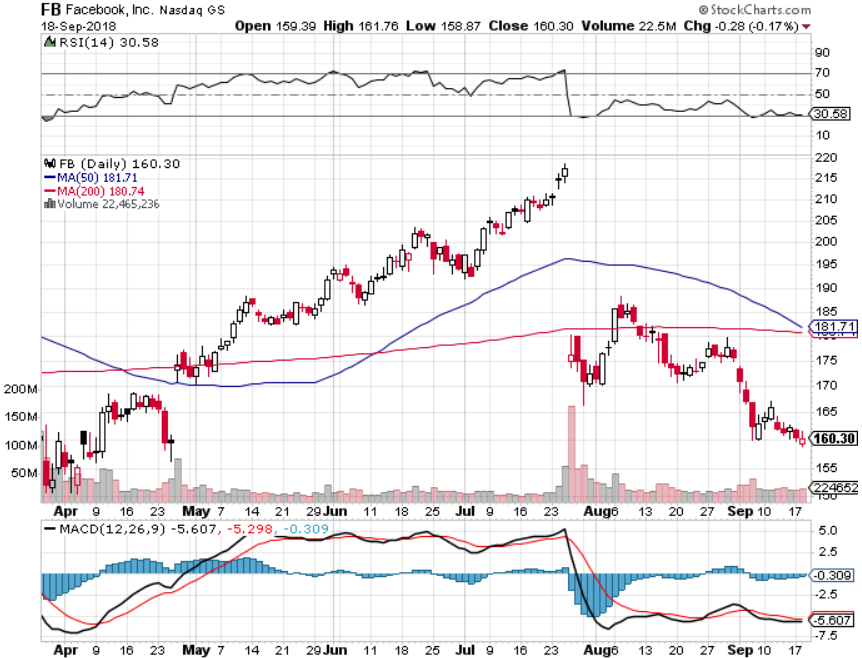 FB Facebook, Inc. Nasdaq GS © StockCharts.com
18-Sep-2018 Open 159.39 High 161.76 Low 158.87 Close 160.30 Volume 22.5M Chg -0.28 (-0.17%)
RSI(14) 30.58
90
70
50
30.58
10
FB (Daily) 160.30
MA(50) 181.71
MA(200) 180.74
Volume 22,465,236
220
215
210
205
200
195
190
185
181.71
175
170
165
160.30
155
150
200M
150M
100M
50M
224652
Apr 9 16 23 May 7 14 21 29 Jun 11 18 25 Jul 9 16 23 Aug 6 13 20 27 Sep 10 17
MACD(12,26,9) -5.607, -5.298, -0.309
5.0
2.5
-0.309
-2.5
-5.607
-7.5
Apr 9 16 23 May 7 14 21 29 Jun 11 18 25 Jul 9 16 23 Aug 6 13 20 27 Sep 10 17